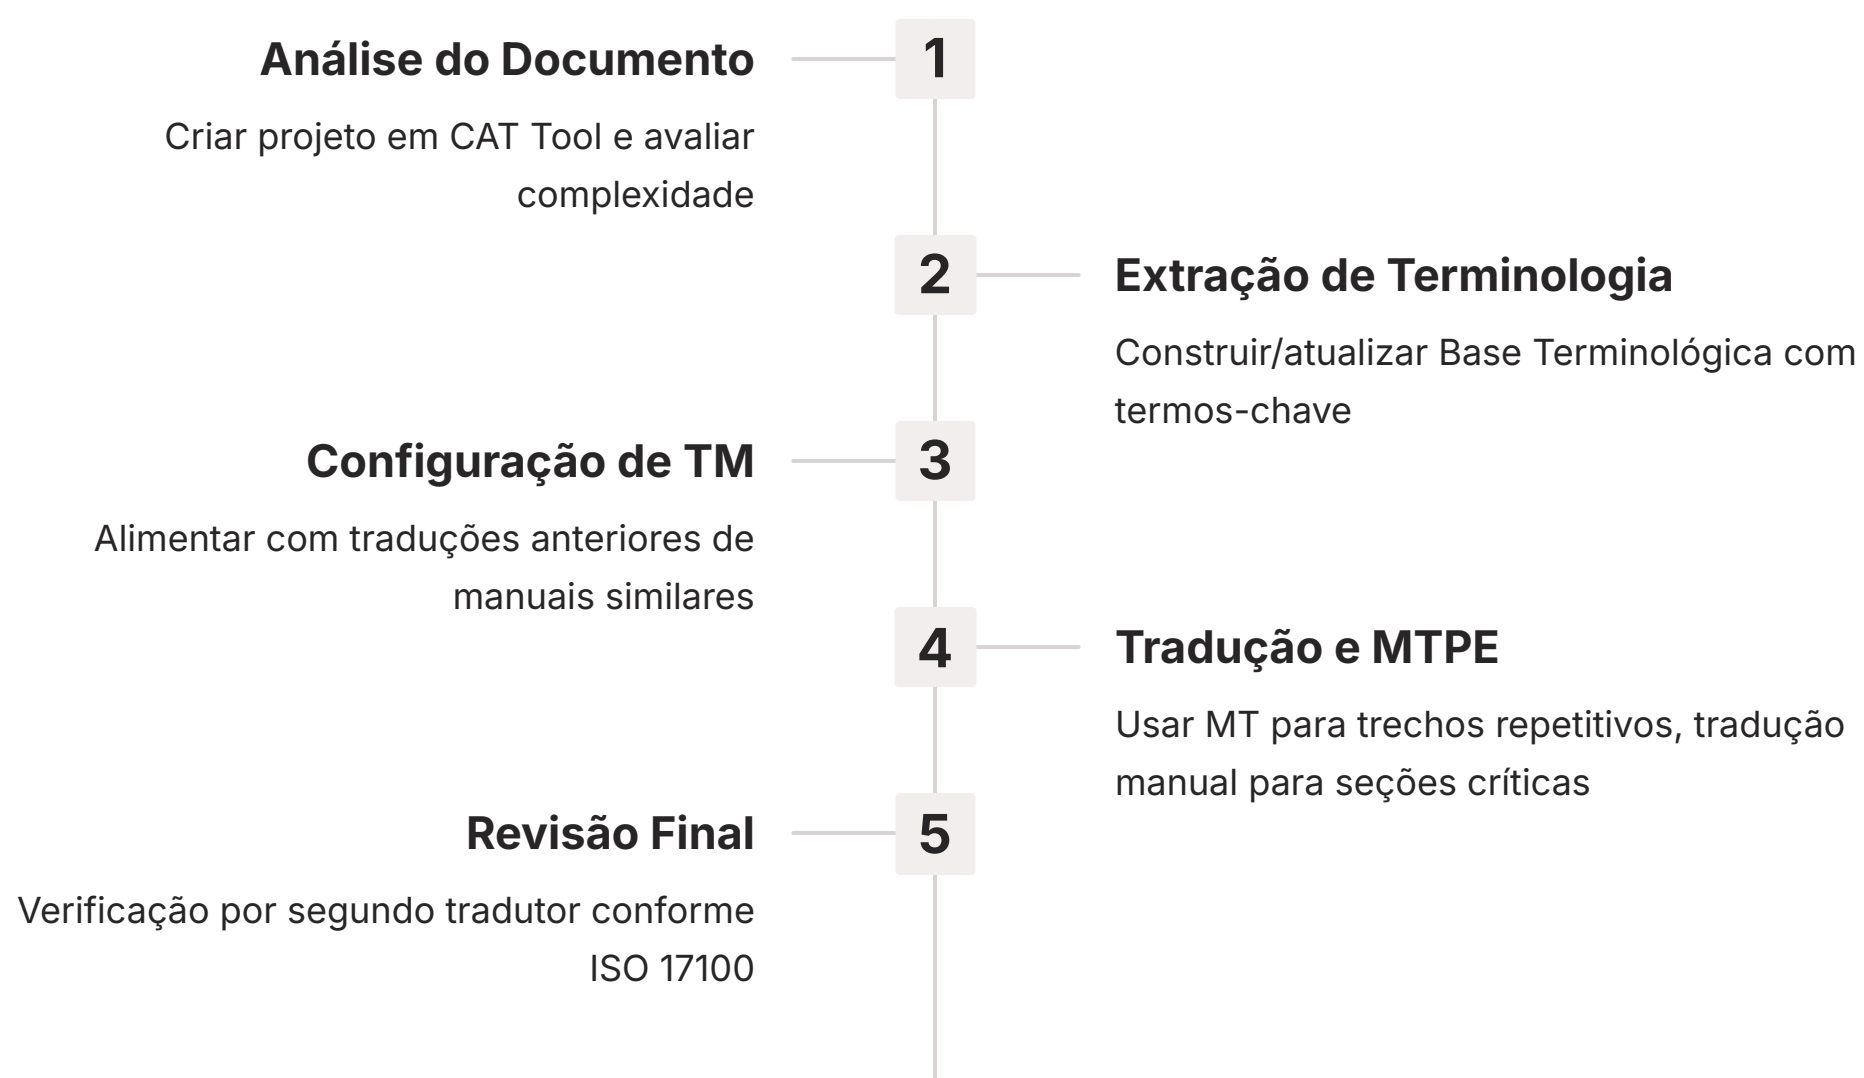 Análise do Documento
1
Criar projeto em CAT Tool e avaliar
complexidade
2
Extração de Terminologia
Construir/atualizar Base Terminológica com
termos-chave
Configuração de TM
3
Alimentar com traduções anteriores de
manuais similares
4
Tradução e MTPE
Usar MT para trechos repetitivos, tradução
manual para seções críticas
Revisão Final
5
Verificação por segundo tradutor conforme
ISO 17100